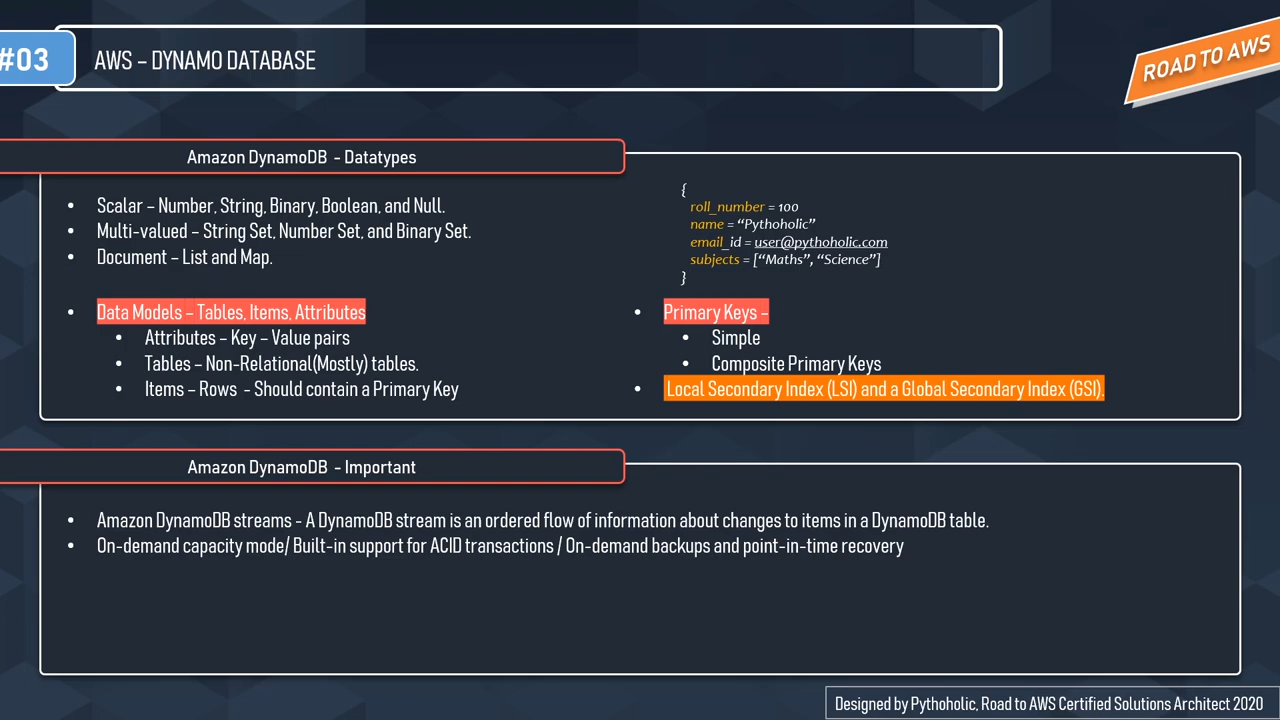 #03
AWS – DYNAMO DATABASE
ROAD TO AWS
Amazon DynamoDB - Datatypes
• Scalar – Number, String, Binary, Boolean, and Null.
• Multi-valued – String Set, Number Set, and Binary Set.
• Document – List and Map.
• Data Models – Tables, Items, Attributes
• Attributes – Key – Value pairs
• Tables – Non-Relational(Mostly) tables.
• Items – Rows - Should contain a Primary Key
{
roll_number = 100
name = “Pythoholic”
email_id = user@pythoholic.com
subjects = [“Maths”, “Science”]
}
• Primary Keys –
• Simple
• Composite Primary Keys
• Local Secondary Index (LSI) and a Global Secondary Index (GSI).
Amazon DynamoDB - Important
• Amazon DynamoDB streams - A DynamoDB stream is an ordered flow of information about changes to items in a DynamoDB table.
• On-demand capacity mode/ Built-in support for ACID transactions / On-demand backups and point-in-time recovery
Designed by Pythoholic, Road to AWS Certified Solutions Architect 2020